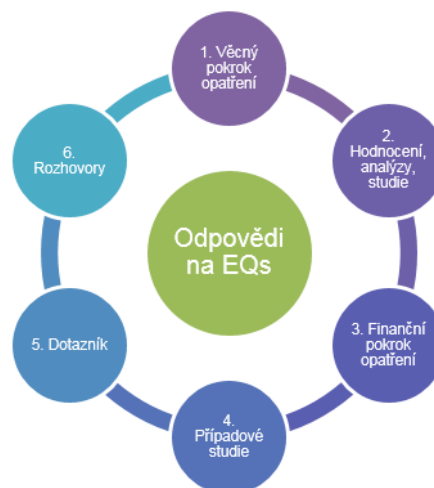 1. Věcný
pokrok
opatření
2.
Hodnocení,
analýzy,
studie
3. Finanční
pokrok
opatření
4.
Případové
studie
5. Dotazník
6.
Rozhovory
Odpovědi
na EQs